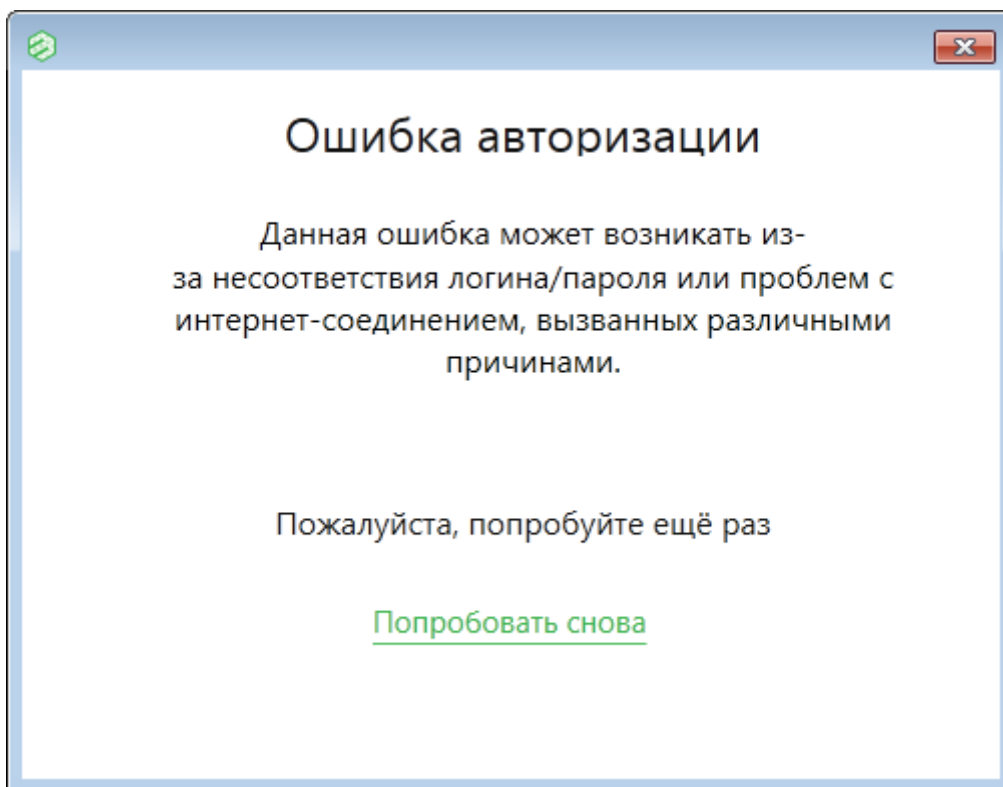 Ошибка авторизации
Данная ошибка может возникать из-
за несоответствия логина/пароля или проблем с
интернет-соединением, вызванных различными
причинами.
Пожалуйста, попробуйте ещё раз
Попробовать снова